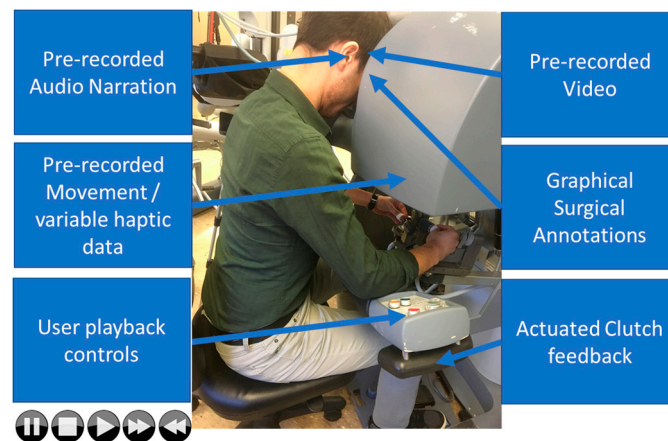 Pre-recorded
Audio Narration
Pre-recorded
Movement /
variable haptic
data
User playback
controls
Pre-recorded
Video
Graphical
Surgical
Annotations
Actuated Clutch
feedback